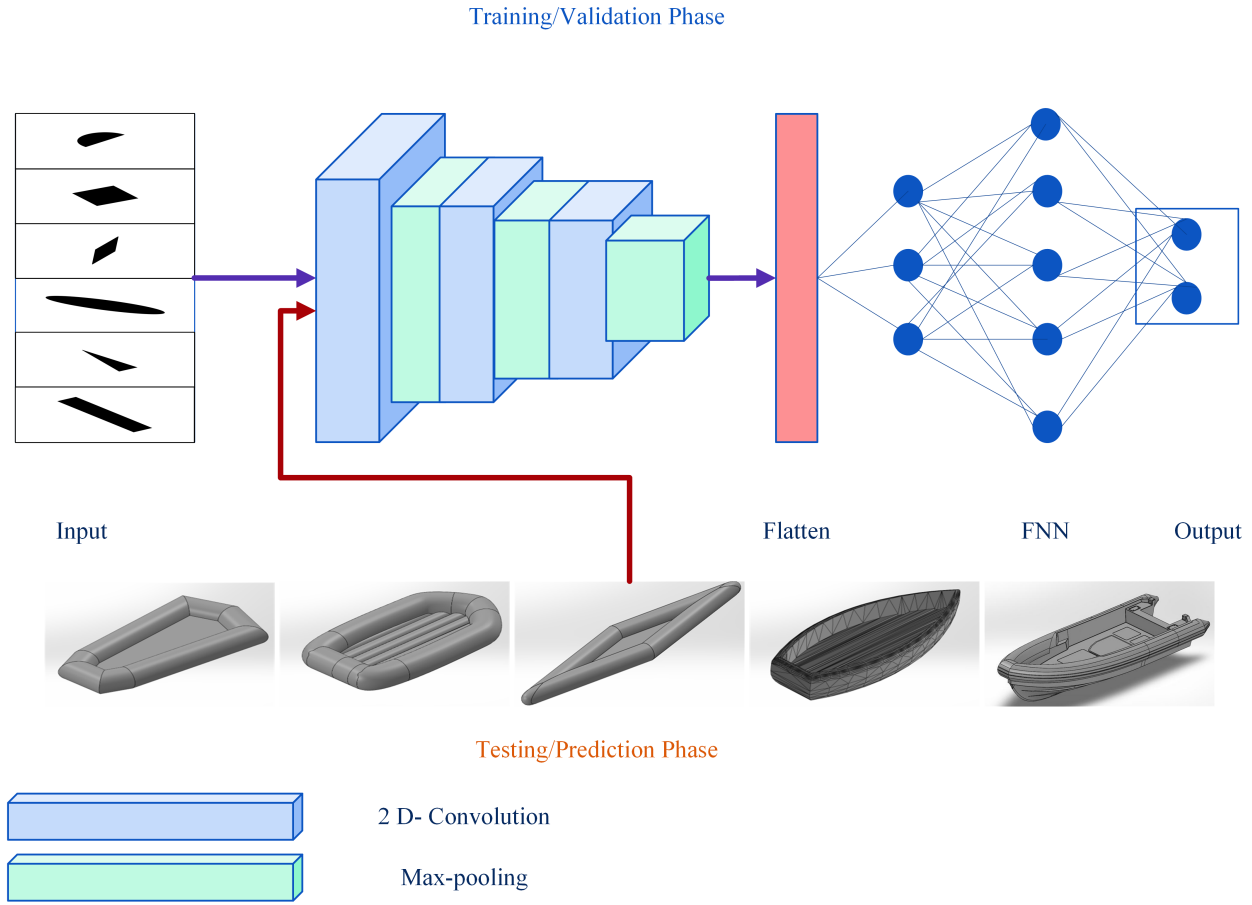 Training/Validation Phase
Input
Flatten
FNN
Output
Testing/Prediction Phase
2 D- Convolution
Max-pooling